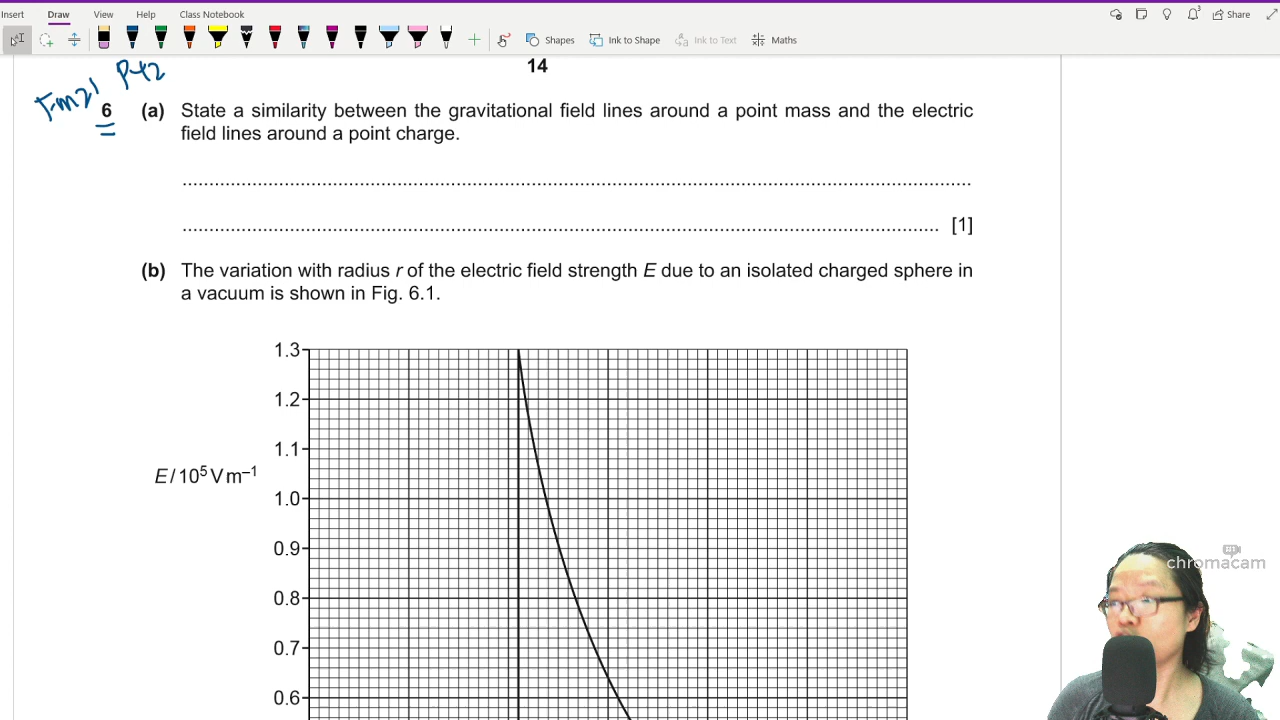 Insert Draw View Help Class Notebook
3 Share
Shapes Ink to Shape Ink to Text Maths
14
Fm21 P42
6 (a) State a similarity between the gravitational field lines around a point mass and the electric
field lines around a point charge.
................................................................................................................................................
.......................................................................................................................................... [1]
(b) The variation with radius r of the electric field strength E due to an isolated charged sphere in
a vacuum is shown in Fig. 6.1.
1.3
1.2
1.1
E / 10⁵ V m⁻¹
1.0
0.9
0.8
0.7
0.6
chromacam